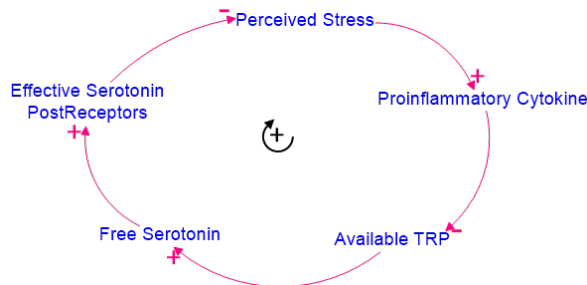 - Perceived Stress
+
Proinflammatory Cytokine
Effective Serotonin
PostReceptors
+
+
Free Serotonin
+
Available TRP -